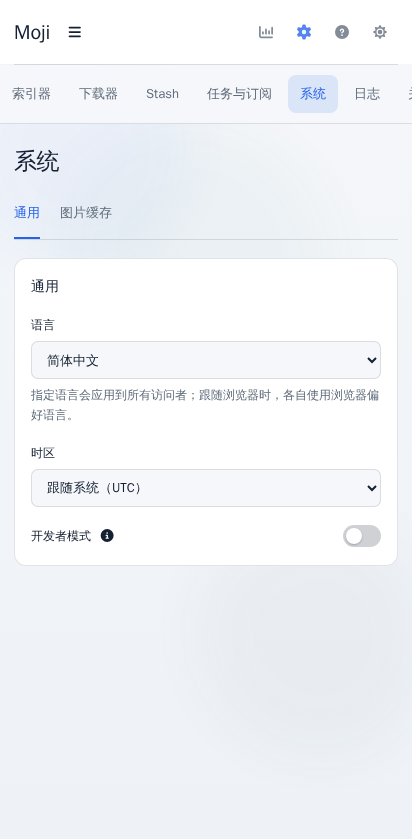 Moji
索引器 下载器 Stash 任务与订阅 系统 日志
系统
通用 图片缓存
通用
语言
简体中文
指定语言会应用到所有访问者；跟随浏览器时，各自使用浏览器偏
好语言。
时区
跟随系统（UTC）
开发者模式